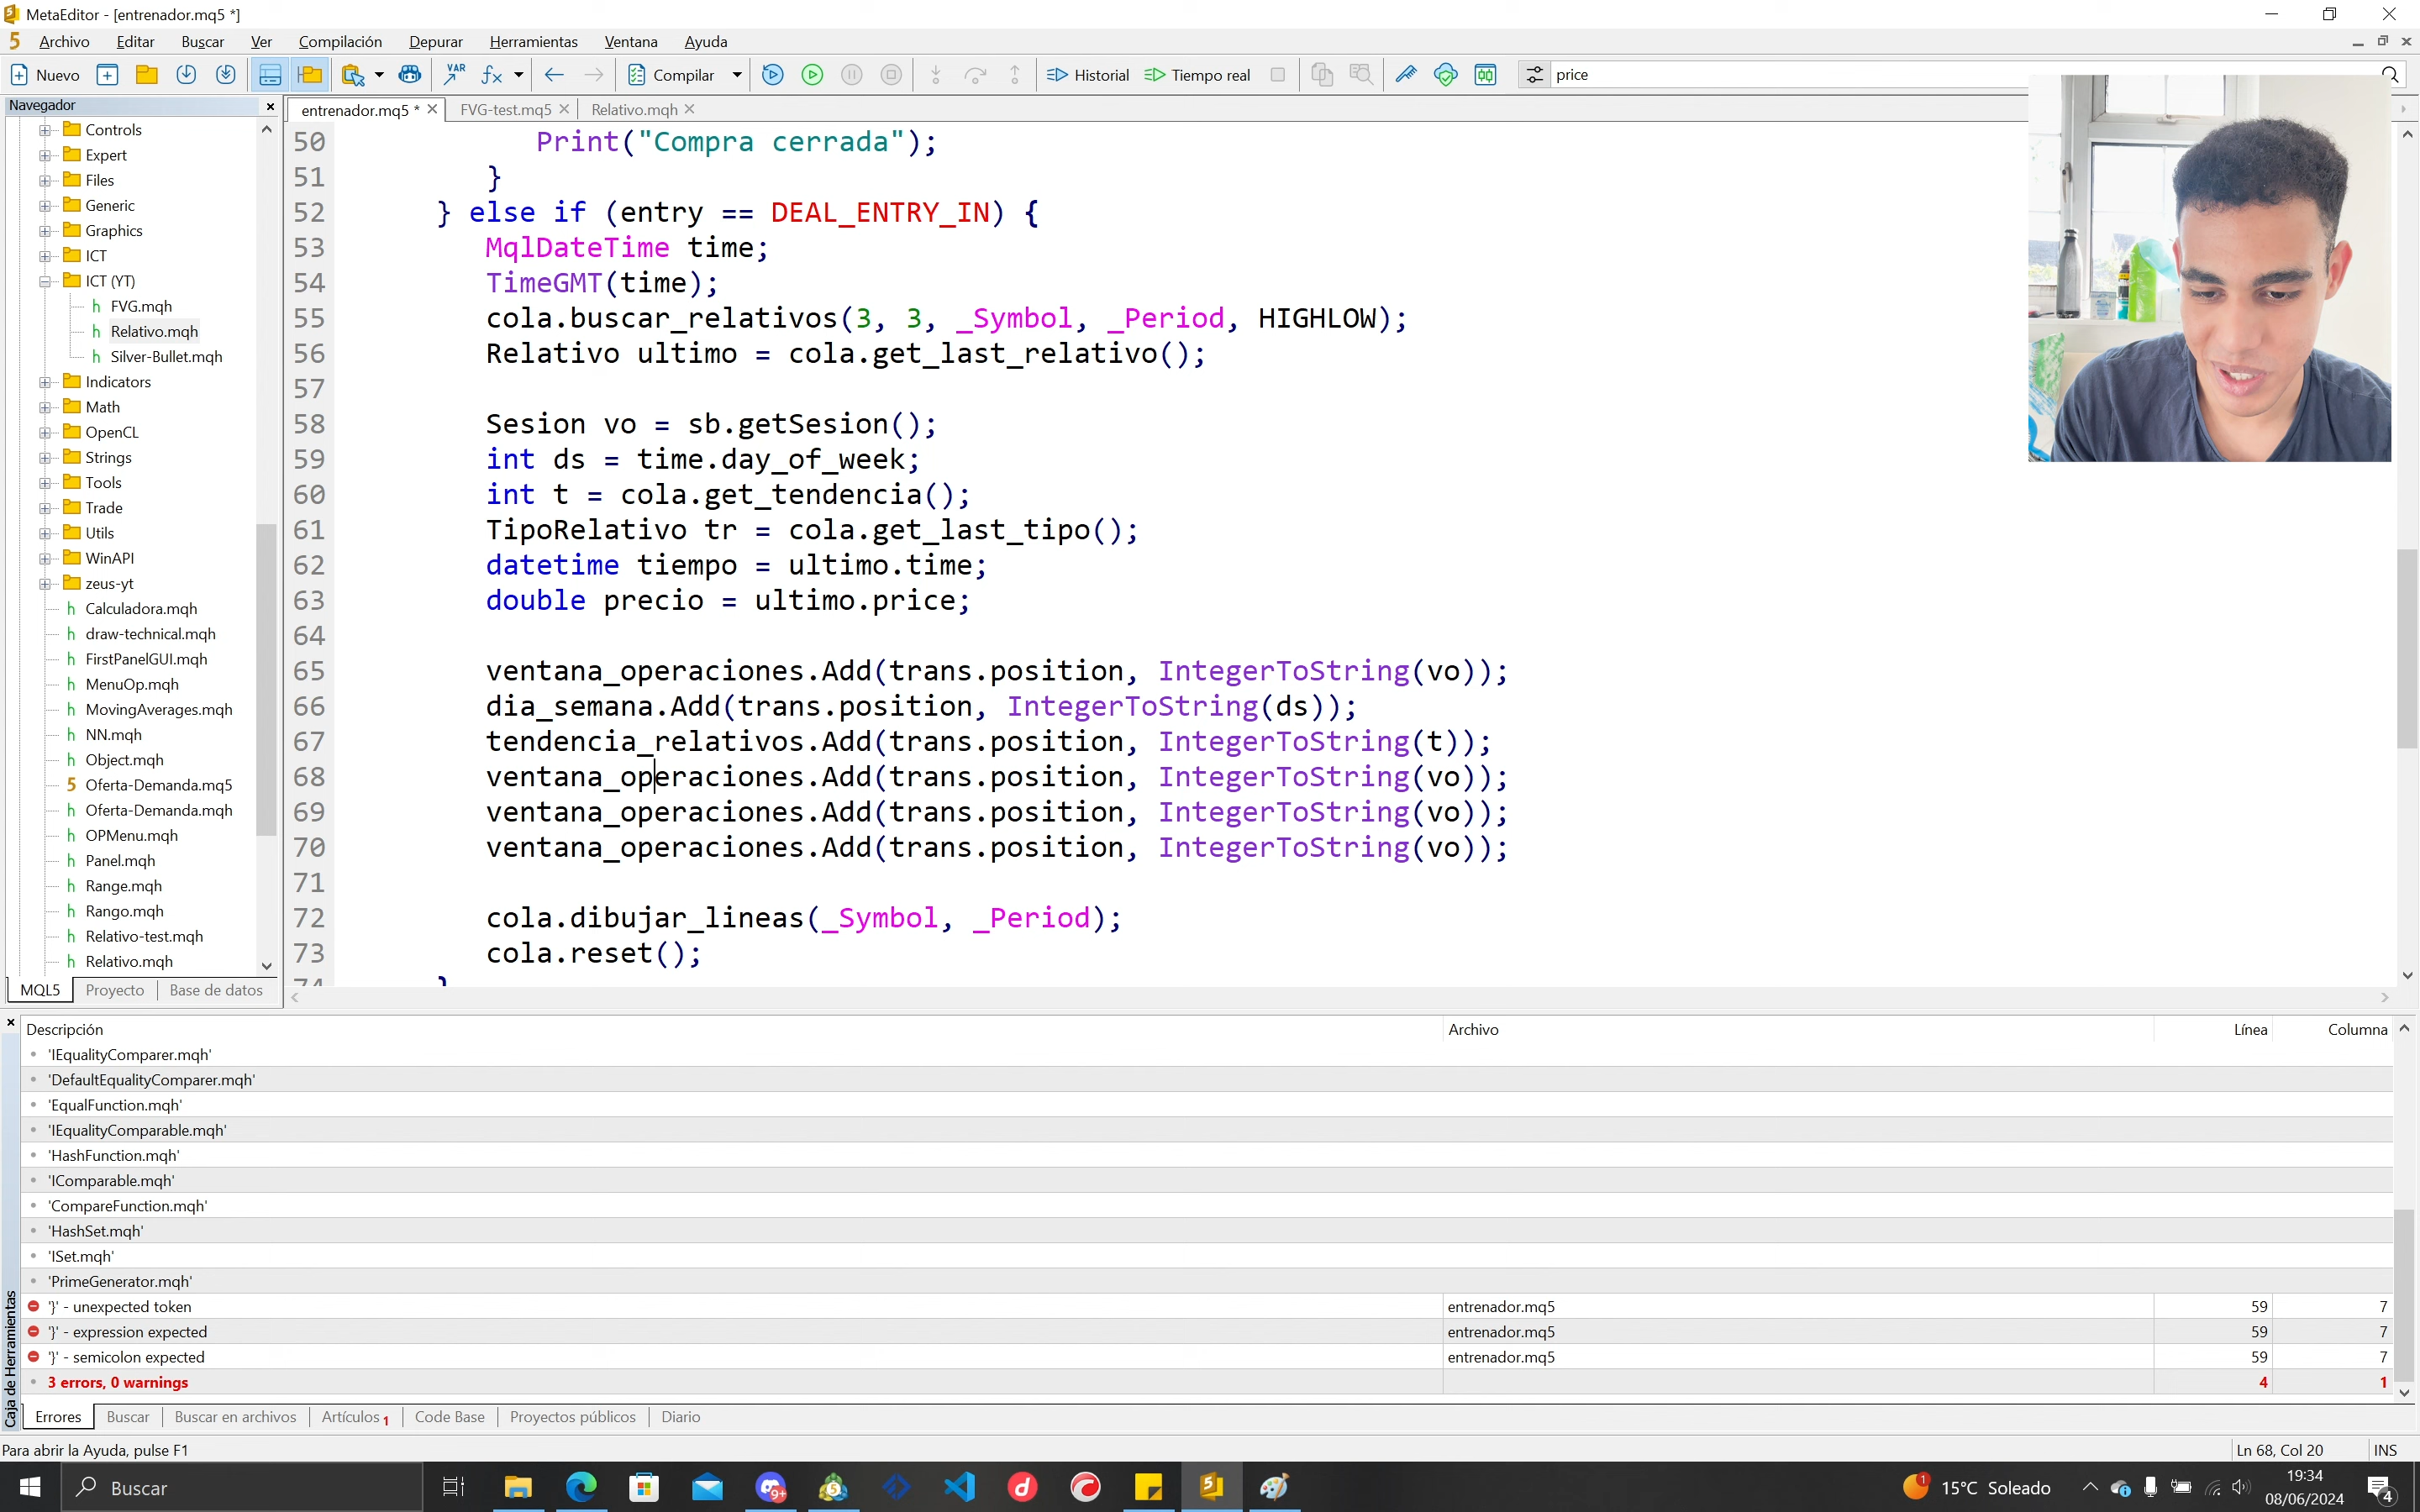 MetaEditor - [entrenador.mq5 *]
Archivo Editar Buscar Ver Compilación Depurar Herramientas Ventana Ayuda
Nuevo VAR Compilar Historial Tiempo real price
Navegador
entrenador.mq5 * FVG-test.mq5 Relativo.mqh
Controls
Expert
Files
Generic
Graphics
ICT
ICT (YT)
FVG.mqh
Relativo.mqh
Silver-Bullet.mqh
Indicators
Math
OpenCL
Strings
Tools
Trade
Utils
WinAPI
zeus-yt
Calculadora.mqh
draw-technical.mqh
FirstPanelGUI.mqh
MenuOp.mqh
MovingAverages.mqh
NN.mqh
Object.mqh
Oferta-Demanda.mq5
Oferta-Demanda.mqh
OPMenu.mqh
Panel.mqh
Range.mqh
Rango.mqh
Relativo-test.mqh
Relativo.mqh
MQL5 Proyecto Base de datos
50 Print("Compra cerrada");
51 }
52 } else if (entry == DEAL_ENTRY_IN) {
53 MqlDateTime time;
54 TimeGMT(time);
55 cola.buscar_relativos(3, 3, _Symbol, _Period, HIGHLOW);
56 Relativo ultimo = cola.get_last_relativo();
57
58 Sesion vo = sb.getSesion();
59 int ds = time.day_of_week;
60 int t = cola.get_tendencia();
61 TipoRelativo tr = cola.get_last_tipo();
62 datetime tiempo = ultimo.time;
63 double precio = ultimo.price;
64
65 ventana_operaciones.Add(trans.position, IntegerToString(vo));
66 dia_semana.Add(trans.position, IntegerToString(ds));
67 tendencia_relativos.Add(trans.position, IntegerToString(t));
68 ventana_operaciones.Add(trans.position, IntegerToString(vo));
69 ventana_operaciones.Add(trans.position, IntegerToString(vo));
70 ventana_operaciones.Add(trans.position, IntegerToString(vo));
71
72 cola.dibujar_lineas(_Symbol, _Period);
73 cola.reset();
74 }
Descripción Archivo Línea Columna
'IEqualityComparer.mqh'
'DefaultEqualityComparer.mqh'
'EqualFunction.mqh'
'IEqualityComparable.mqh'
'HashFunction.mqh'
'IComparable.mqh'
'CompareFunction.mqh'
'HashSet.mqh'
'ISet.mqh'
'PrimeGenerator.mqh'
'}' - unexpected token entrenador.mq5 59 7
'}' - expression expected entrenador.mq5 59 7
'}' - semicolon expected entrenador.mq5 59 7
3 errors, 0 warnings 4 1
Caja de Herramientas
Errores Buscar Buscar en archivos Artículos 1 Code Base Proyectos públicos Diario
Para abrir la Ayuda, pulse F1 Ln 68, Col 20 INS
Buscar 9+ 1 15°C Soleado 19:34
08/06/2024 4